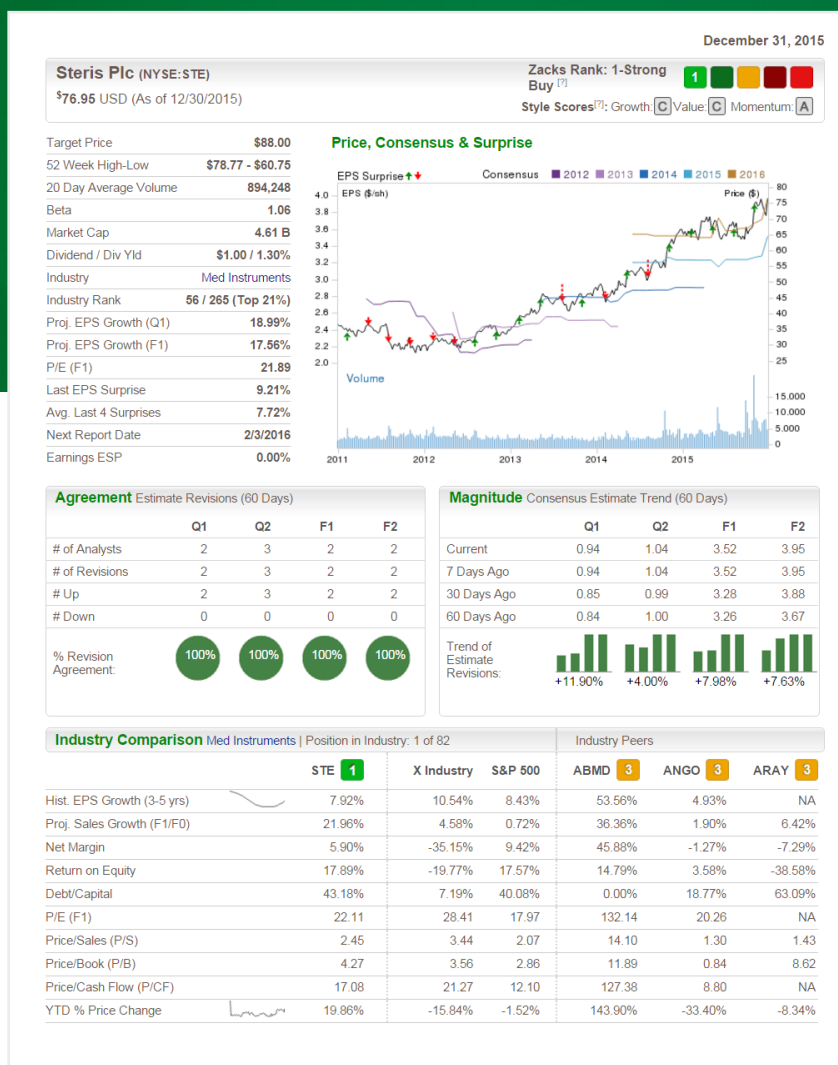 December 31, 2015
Steris Plc (NYSE:STE)
Zacks Rank: 1-Strong Buy [?]
1
$76.95 USD (As of 12/30/2015)
Style Scores[?]: Growth: C Value: C Momentum: A
Target Price $88.00
52 Week High-Low $78.77 - $60.75
20 Day Average Volume 894,248
Beta 1.06
Market Cap 4.61 B
Dividend / Div Yld $1.00 / 1.30%
Industry Med Instruments
Industry Rank 56 / 265 (Top 21%)
Proj. EPS Growth (Q1) 18.99%
Proj. EPS Growth (F1) 17.56%
P/E (F1) 21.89
Last EPS Surprise 9.21%
Avg. Last 4 Surprises 7.72%
Next Report Date 2/3/2016
Earnings ESP 0.00%
Price, Consensus & Surprise
EPS Surprise Consensus 2012 2013 2014 2015 2016
EPS ($/sh) Price ($)
4.0
3.8
3.6
3.4
3.2
3.0
2.8
2.6
2.4
2.2
2.0
80
75
70
65
60
55
50
45
40
35
30
25
Volume
15.000
10.000
5.000
0
2011 2012 2013 2014 2015
Agreement Estimate Revisions (60 Days)
Q1 Q2 F1 F2
# of Analysts 2 3 2 2
# of Revisions 2 3 2 2
# Up 2 3 2 2
# Down 0 0 0 0
% Revision
Agreement:
100% 100% 100% 100%
Magnitude Consensus Estimate Trend (60 Days)
Q1 Q2 F1 F2
Current 0.94 1.04 3.52 3.95
7 Days Ago 0.94 1.04 3.52 3.95
30 Days Ago 0.85 0.99 3.28 3.88
60 Days Ago 0.84 1.00 3.26 3.67
Trend of
Estimate
Revisions:
+11.90% +4.00% +7.98% +7.63%
Industry Comparison Med Instruments | Position in Industry: 1 of 82 Industry Peers
STE 1 X Industry S&P 500 ABMD 3 ANGO 3 ARAY 3
Hist. EPS Growth (3-5 yrs) 7.92% 10.54% 8.43% 53.56% 4.93% NA
Proj. Sales Growth (F1/F0) 21.96% 4.58% 0.72% 36.36% 1.90% 6.42%
Net Margin 5.90% -35.15% 9.42% 45.88% -1.27% -7.29%
Return on Equity 17.89% -19.77% 17.57% 14.79% 3.58% -38.58%
Debt/Capital 43.18% 7.19% 40.08% 0.00% 18.77% 63.09%
P/E (F1) 22.11 28.41 17.97 132.14 20.26 NA
Price/Sales (P/S) 2.45 3.44 2.07 14.10 1.30 1.43
Price/Book (P/B) 4.27 3.56 2.86 11.89 0.84 8.62
Price/Cash Flow (P/CF) 17.08 21.27 12.10 127.38 8.80 NA
YTD % Price Change 19.86% -15.84% -1.52% 143.90% -33.40% -8.34%